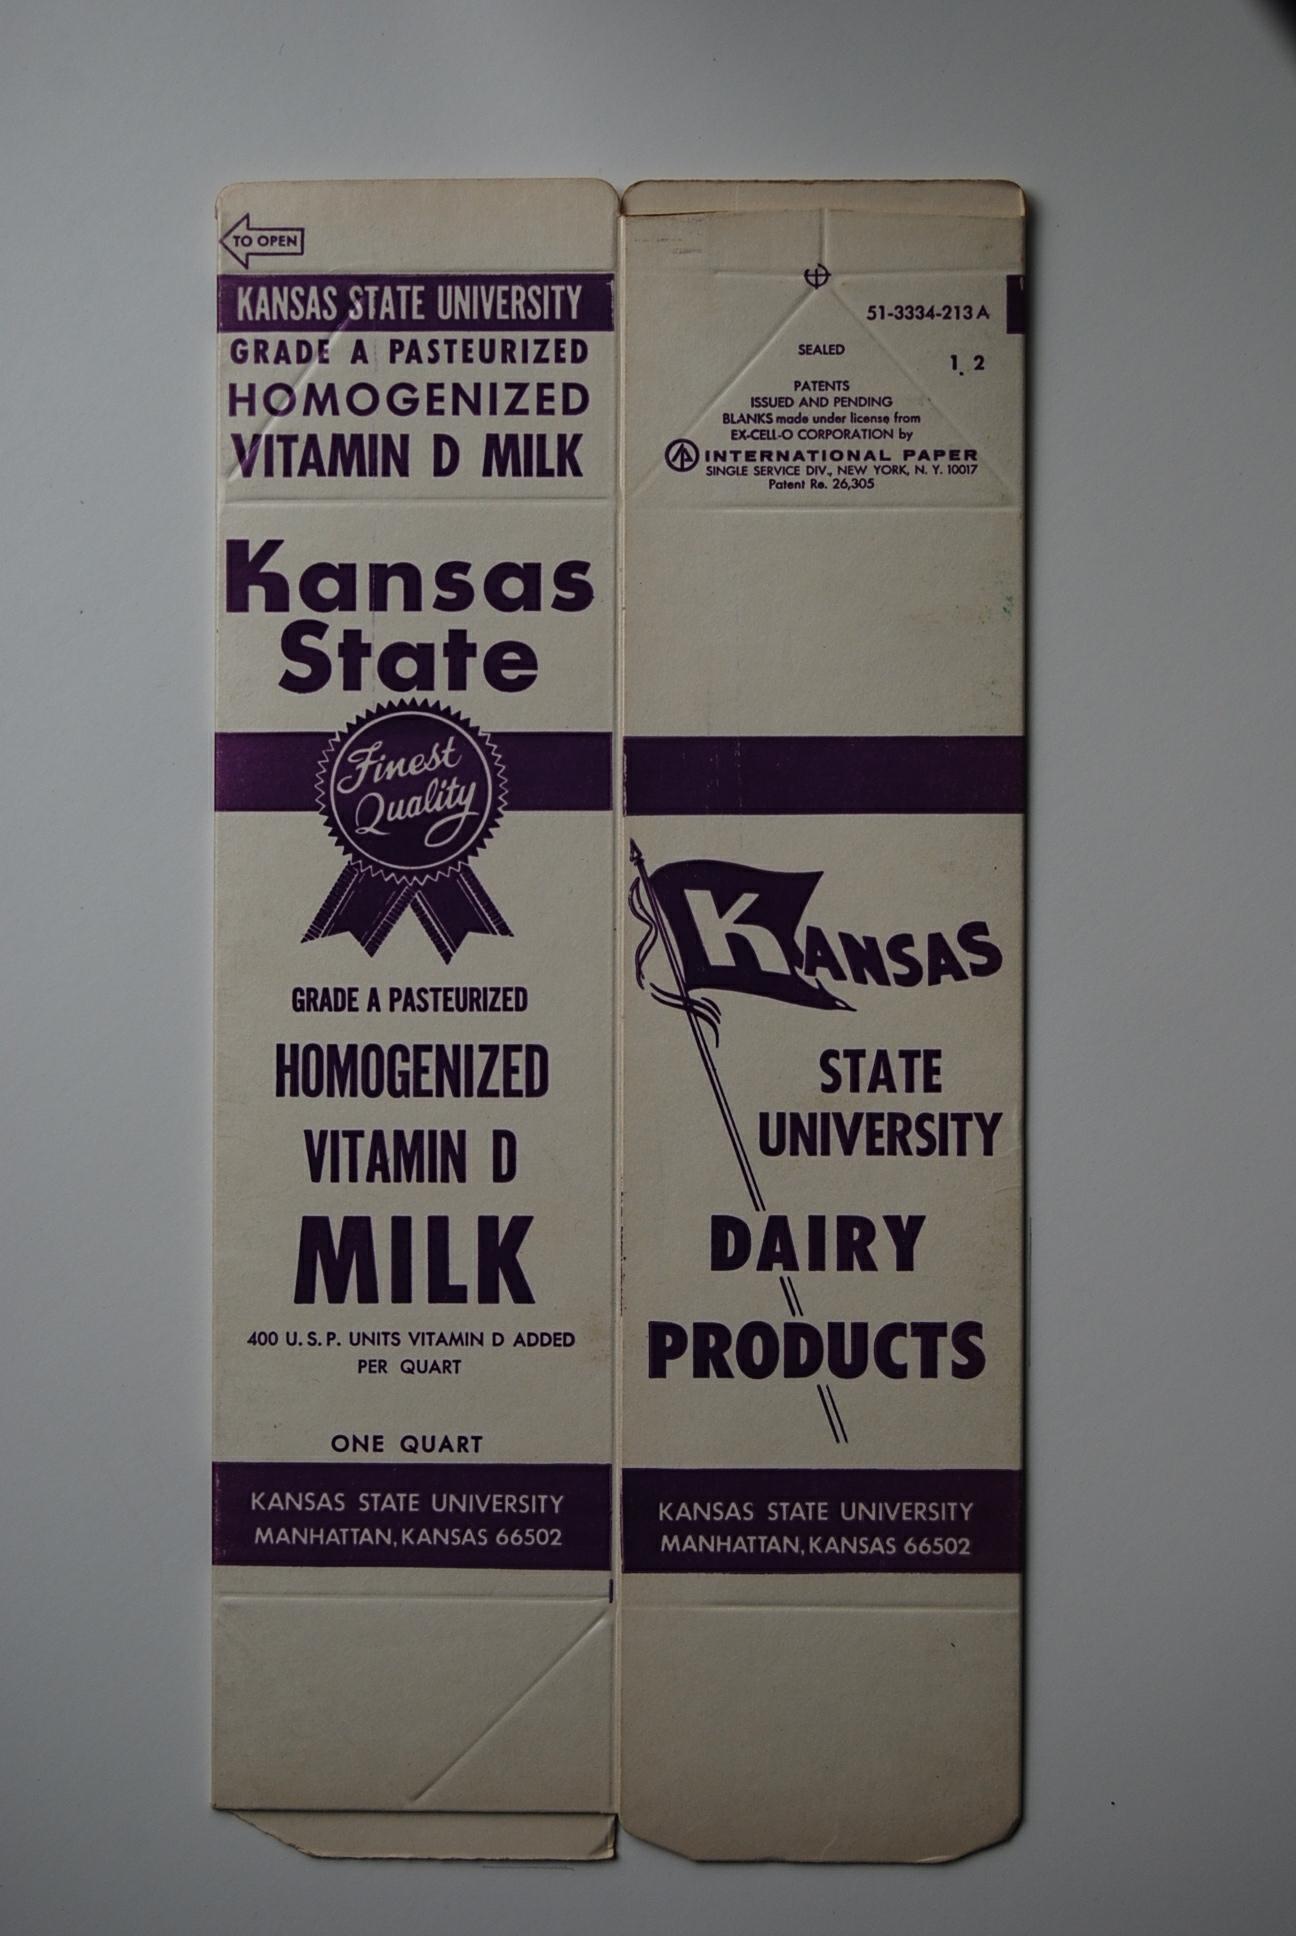 TO OPEN
KANSAS STATE UNIVERSITY
GRADE A PASTEURIZED
HOMOGENIZED
VITAMIN D MILK
Kansas
State
Finest
Quality
GRADE A PASTEURIZED
HOMOGENIZED
VITAMIN D
MILK
400 U.S.P. UNITS VITAMIN D ADDED
PER QUART
ONE QUART
KANSAS STATE UNIVERSITY
MANHATTAN, KANSAS 66502
51-3334-213 A
SEALED
1. 2
PATENTS
ISSUED AND PENDING
BLANKS made under license from
EX-CELL-O CORPORATION by
INTERNATIONAL PAPER
SINGLE SERVICE DIV., NEW YORK, N. Y. 10017
Patent Re. 26,305
KANSAS
STATE
UNIVERSITY
DAIRY
PRODUCTS
KANSAS STATE UNIVERSITY
MANHATTAN, KANSAS 66502